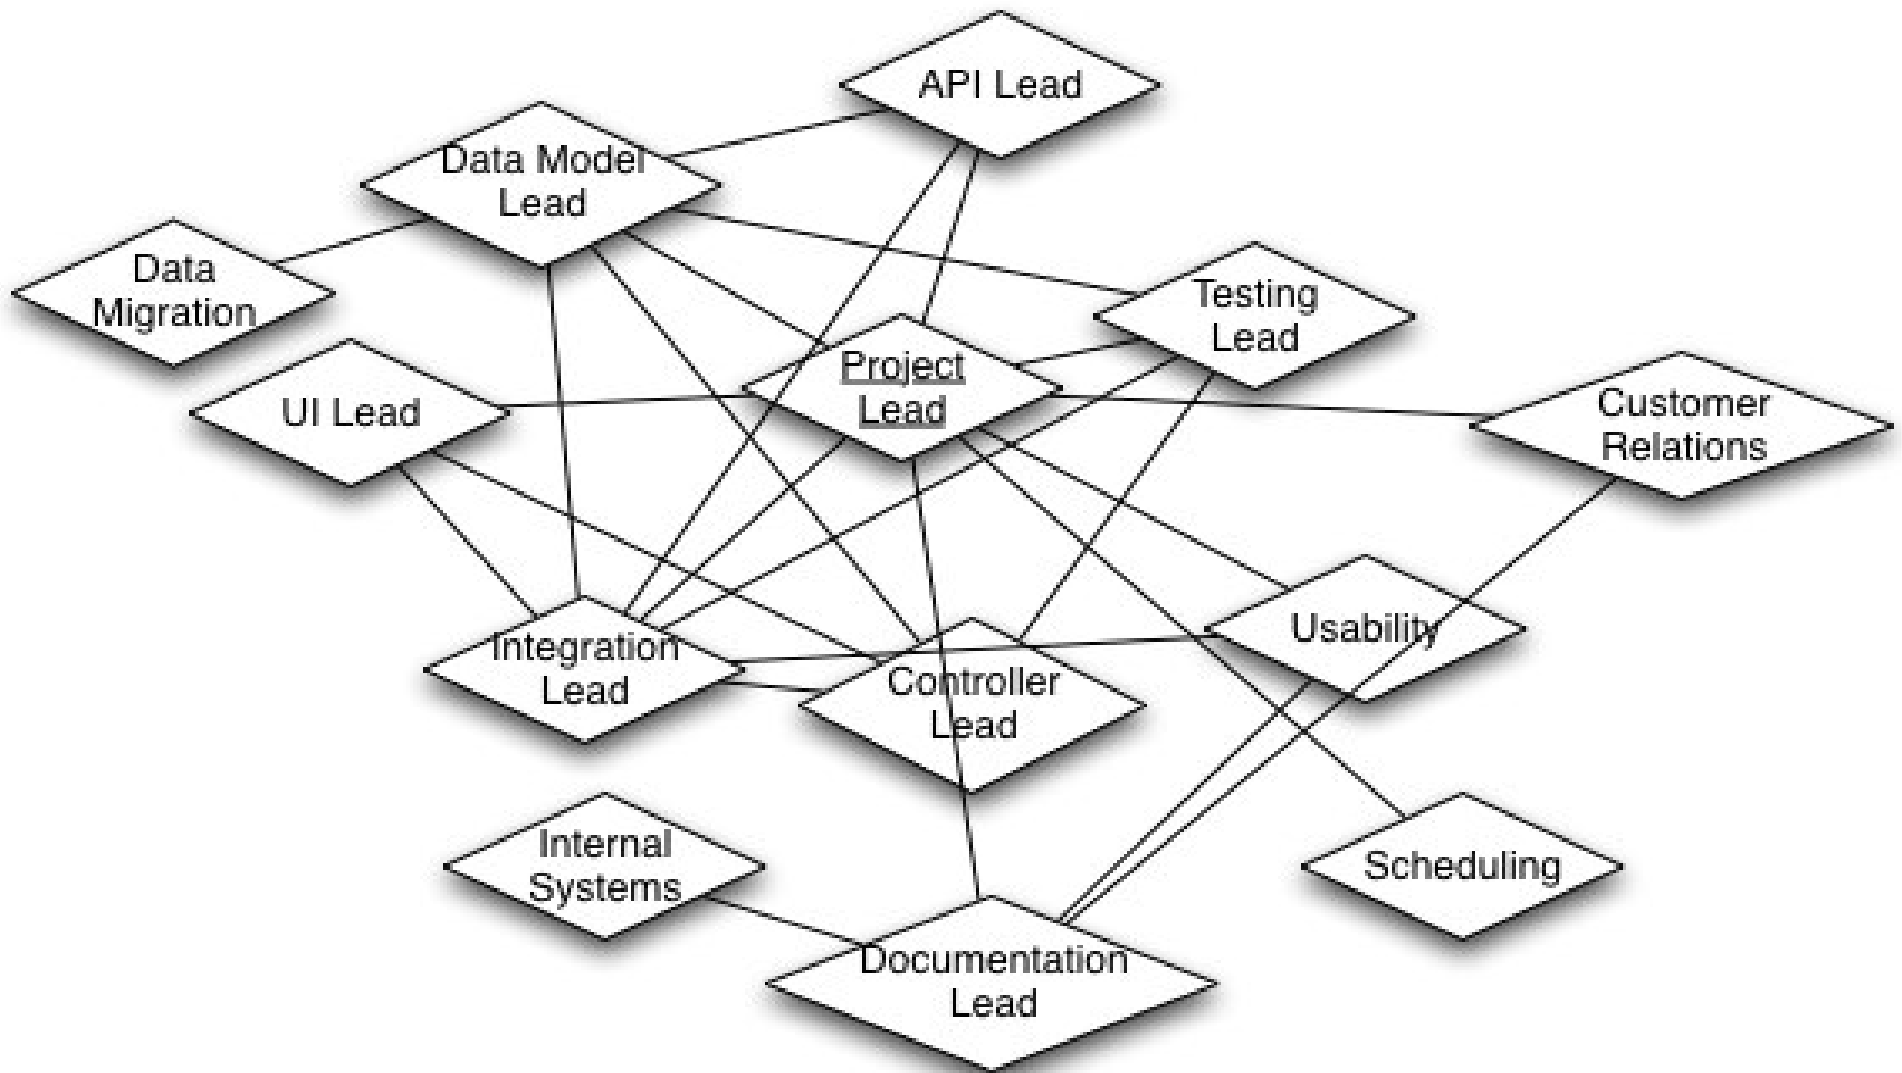 API Lead
Data Model
Lead
Data
Migration
Testing
Lead
Project
Lead
UI Lead
Customer
Relations
Usability
Integration
Lead
Controller
Lead
Internal
Systems
Scheduling
Documentation
Lead